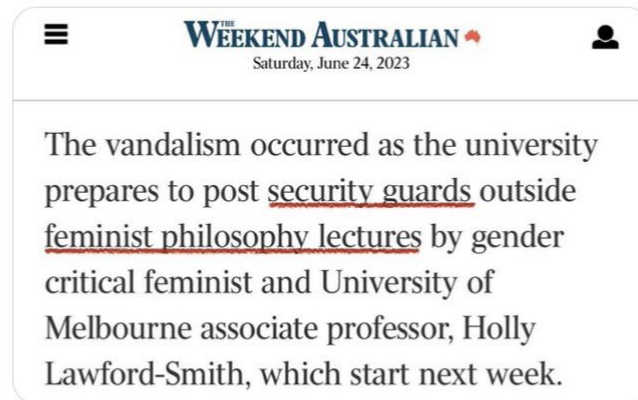 THE WEEKEND AUSTRALIAN
Saturday, June 24, 2023
The vandalism occurred as the university
prepares to post security guards outside
feminist philosophy lectures by gender
critical feminist and University of
Melbourne associate professor, Holly
Lawford-Smith, which start next week.